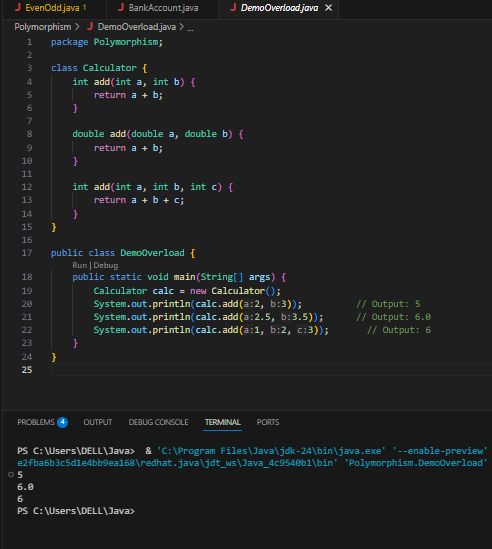 EvenOdd.java 1 BankAccount.java DemoOverload.java ×
Polymorphism > DemoOverload.java > ...
1 package Polymorphism;
2
3 class Calculator {
4 int add(int a, int b) {
5 return a + b;
6 }
7
8 double add(double a, double b) {
9 return a + b;
10 }
11
12 int add(int a, int b, int c) {
13 return a + b + c;
14 }
15 }
16
17 public class DemoOverload {
Run | Debug
18 public static void main(String[] args) {
19 Calculator calc = new Calculator();
20 System.out.println(calc.add(a:2, b:3)); // Output: 5
21 System.out.println(calc.add(a:2.5, b:3.5)); // Output: 6.0
22 System.out.println(calc.add(a:1, b:2, c:3)); // Output: 6
23 }
24 }
25
PROBLEMS 4 OUTPUT DEBUG CONSOLE TERMINAL PORTS
PS C:\Users\DELL\Java> & 'C:\Program Files\Java\jdk-24\bin\java.exe' '--enable-preview'
e2fba6b3c5d1e4bb9ea168\redhat.java\jdt_ws\Java_4c9540b1\bin' 'Polymorphism.DemoOverload'
5
6.0
6
PS C:\Users\DELL\Java>